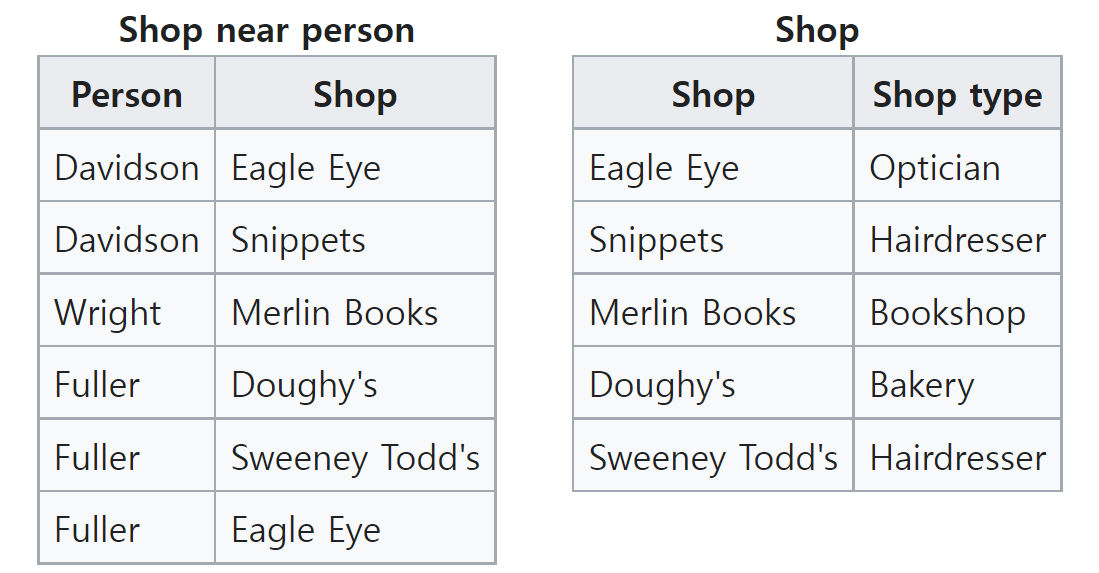 Shop near person
Person Shop
Davidson Eagle Eye
Davidson Snippets
Wright Merlin Books
Fuller Doughy's
Fuller Sweeney Todd's
Fuller Eagle Eye
Shop
Shop Shop type
Eagle Eye Optician
Snippets Hairdresser
Merlin Books Bookshop
Doughy's Bakery
Sweeney Todd's Hairdresser